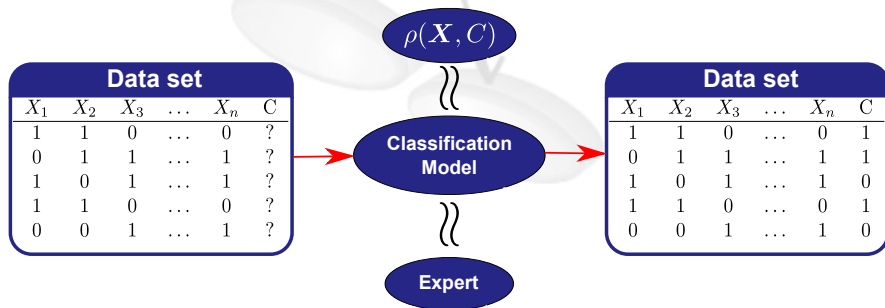 ρ(X, C)
Data set
X₁ X₂ X₃ ... Xₙ C
1 1 0 ... 0 ?
0 1 1 ... 1 ?
1 0 1 ... 1 ?
1 1 0 ... 0 ?
0 0 1 ... 1 ?
Classification
Model
Expert
Data set
X₁ X₂ X₃ ... Xₙ C
1 1 0 ... 0 1
0 1 1 ... 1 1
1 0 1 ... 1 0
1 1 0 ... 0 1
0 0 1 ... 1 0